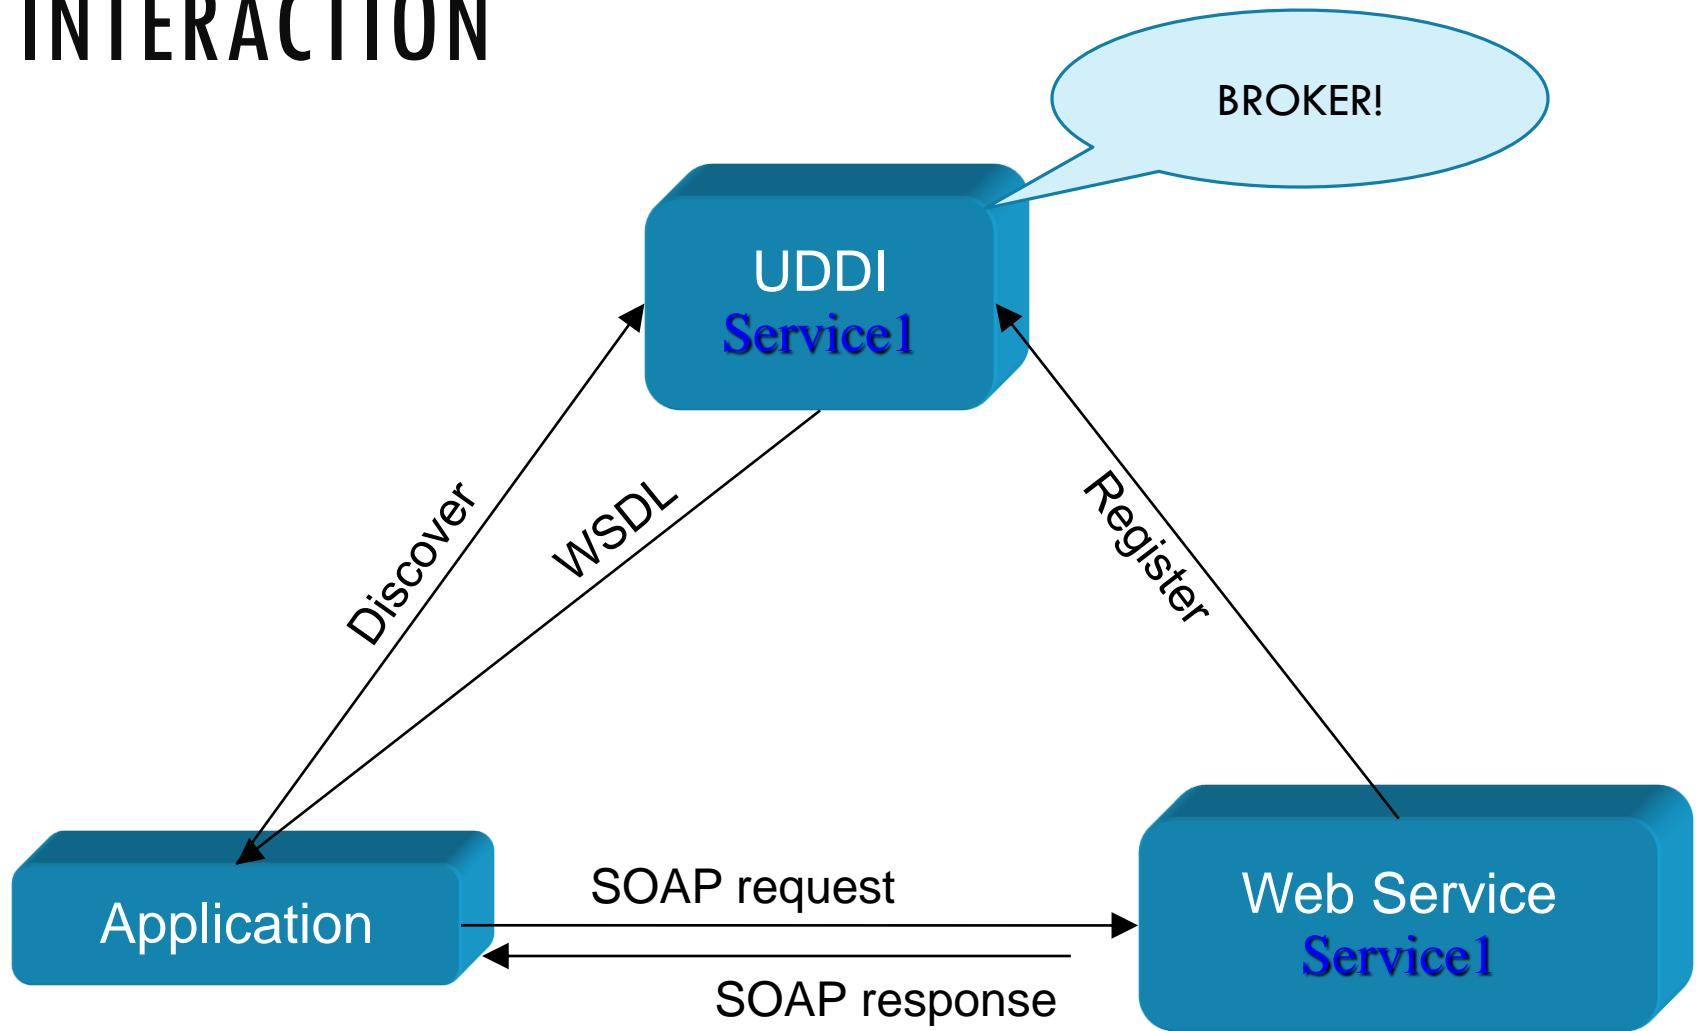 INTERACTION
BROKER!
UDDI
Service1
Discover
WSDL
Register
SOAP request
Application
Web Service
Service1
SOAP response